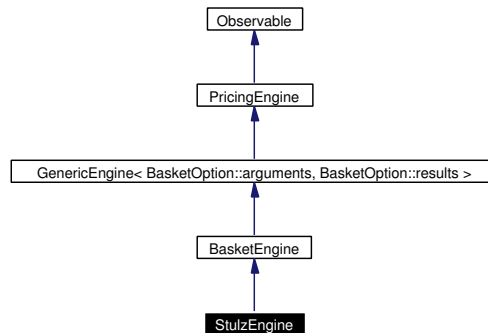 Observable
PricingEngine
GenericEngine< BasketOption::arguments, BasketOption::results >
BasketEngine
StulzEngine